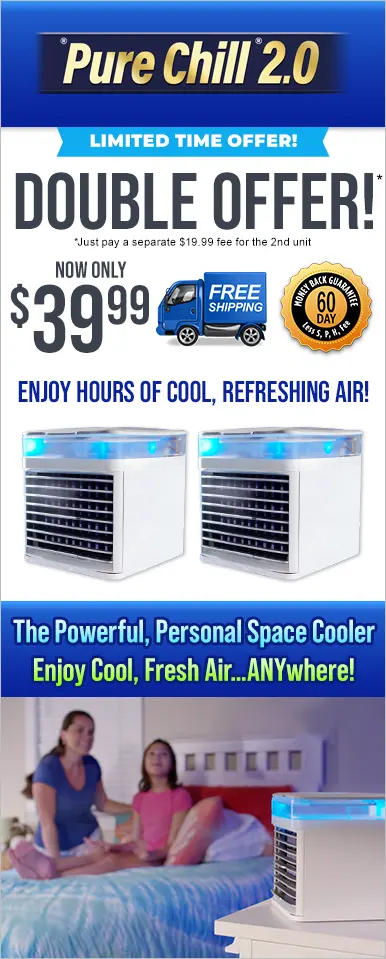 ®Pure Chill® 2.0
LIMITED TIME OFFER!
DOUBLE OFFER!*
*Just pay a separate $19.99 fee for the 2nd unit
NOW ONLY
$39⁹⁹
FREE
SHIPPING
MONEY BACK GUARANTEE
60
DAY
Less S, P, H, Fee
ENJOY HOURS OF COOL, REFRESHING AIR!
The Powerful, Personal Space Cooler
Enjoy Cool, Fresh Air...ANYwhere!